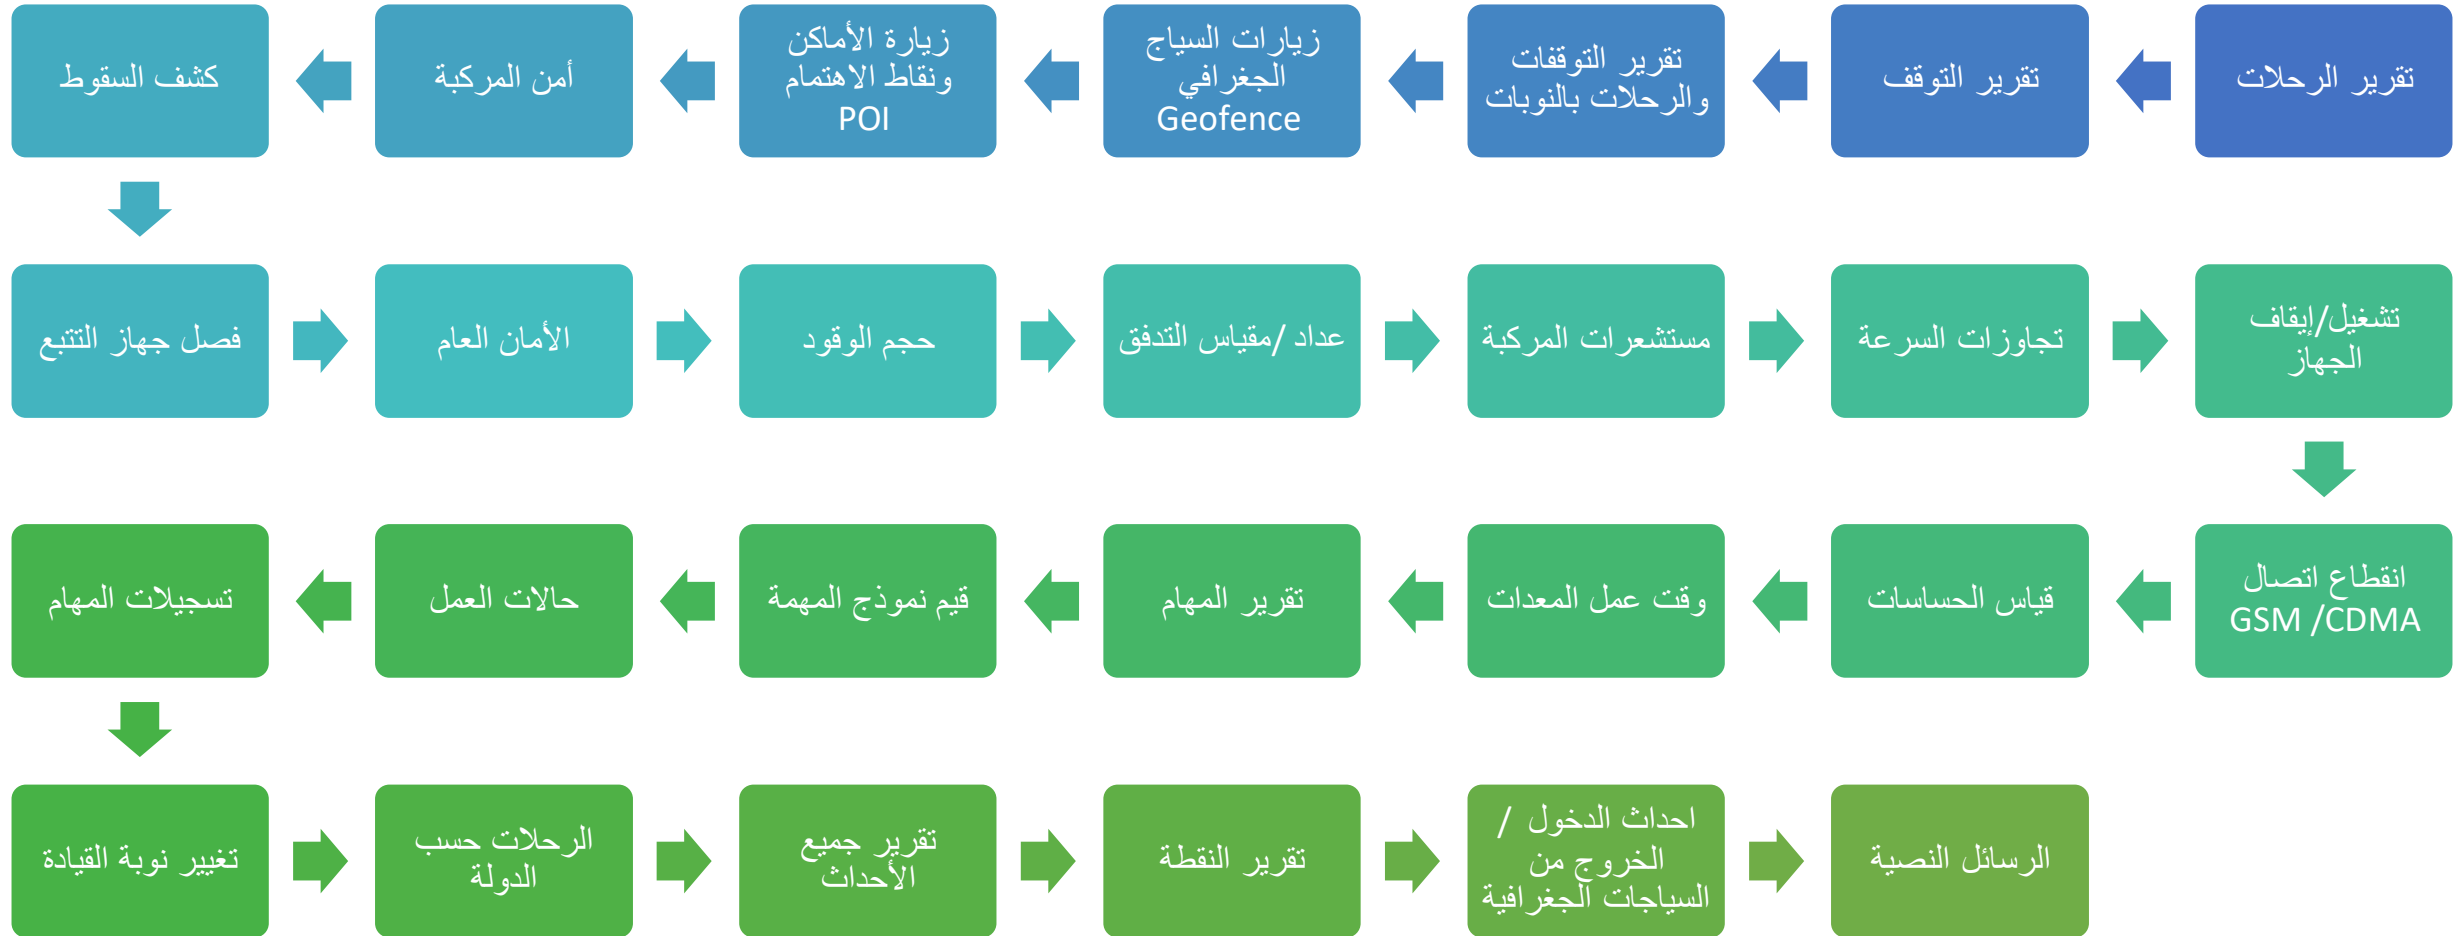 تقرير الرحلات
تقرير التوقف
تقرير التوقفات
والرحلات بالنوبات
زيارات السياج
الجغرافي
Geofence
زيارة الأماكن
ونقاط الاهتمام
POI
أمن المركبة
كشف السقوط
فصل جهاز التتبع
الأمان العام
حجم الوقود
عداد /مقياس التدفق
مستشعرات المركبة
تجاوزات السرعة
تشغيل/إيقاف
الجهاز
انقطاع اتصال
GSM /CDMA
قياس الحساسات
وقت عمل المعدات
تقرير المهام
قيم نموذج المهمة
حالات العمل
تسجيلات المهام
تغيير نوبة القيادة
الرحلات حسب
الدولة
تقرير جميع
الأحداث
تقرير النقطة
احداث الدخول /
الخروج من
السياجات الجغرافية
الرسائل النصية